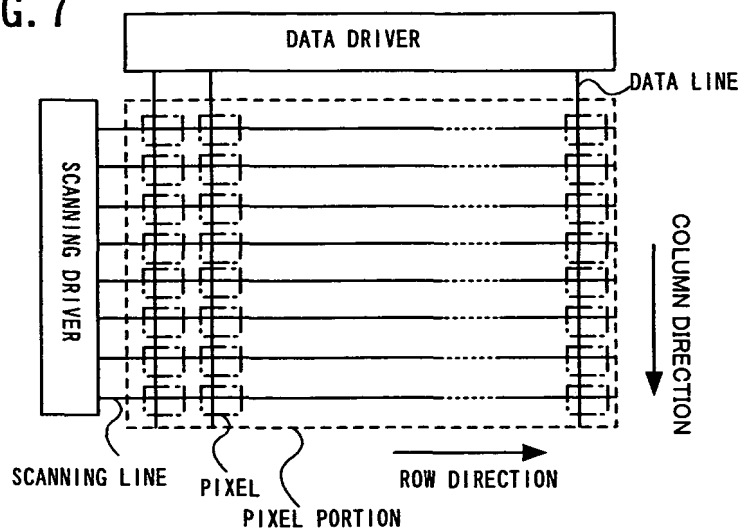 G. 7
DATA DRIVER
DATA LINE
SCANNING DRIVER
COLUMN DIRECTION
SCANNING LINE
PIXEL
ROW DIRECTION
PIXEL PORTION